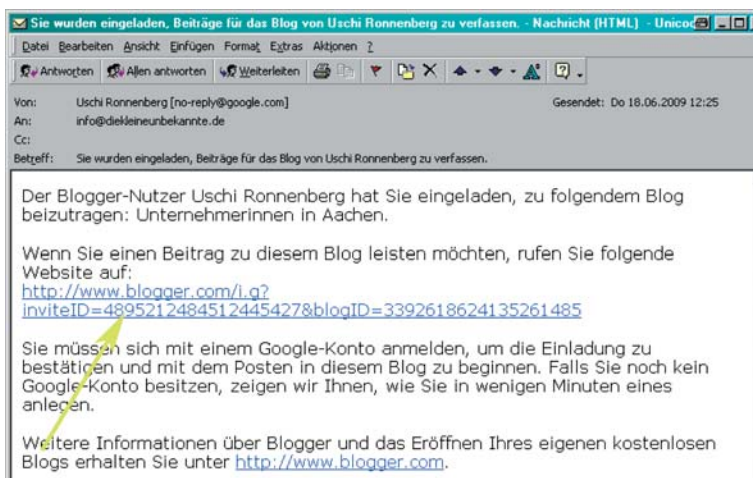 Sie wurden eingeladen, Beiträge für das Blog von Uschi Ronnenberg zu verfassen. - Nachricht (HTML) - Unicod
Datei Bearbeiten Ansicht Einfügen Format Extras Aktionen ?
Antworten Allen antworten Weiterleiten
Von: Uschi Ronnenberg [no-reply@google.com] Gesendet: Do 18.06.2009 12:25
An: info@diekleineunbekannte.de
Cc:
Betreff: Sie wurden eingeladen, Beiträge für das Blog von Uschi Ronnenberg zu verfassen.
Der Blogger-Nutzer Uschi Ronnenberg hat Sie eingeladen, zu folgendem Blog
beizutragen: Unternehmerinnen in Aachen.
Wenn Sie einen Beitrag zu diesem Blog leisten möchten, rufen Sie folgende
Website auf:
http://www.blogger.com/i.g?
inviteID=4895212484512445427&blogID=3392618624135261485
Sie müssen sich mit einem Google-Konto anmelden, um die Einladung zu
bestätigen und mit dem Posten in diesem Blog zu beginnen. Falls Sie noch kein
Google-Konto besitzen, zeigen wir Ihnen, wie Sie in wenigen Minuten eines
anlegen.
Weitere Informationen über Blogger und das Eröffnen Ihres eigenen kostenlosen
Blogs erhalten Sie unter http://www.blogger.com.